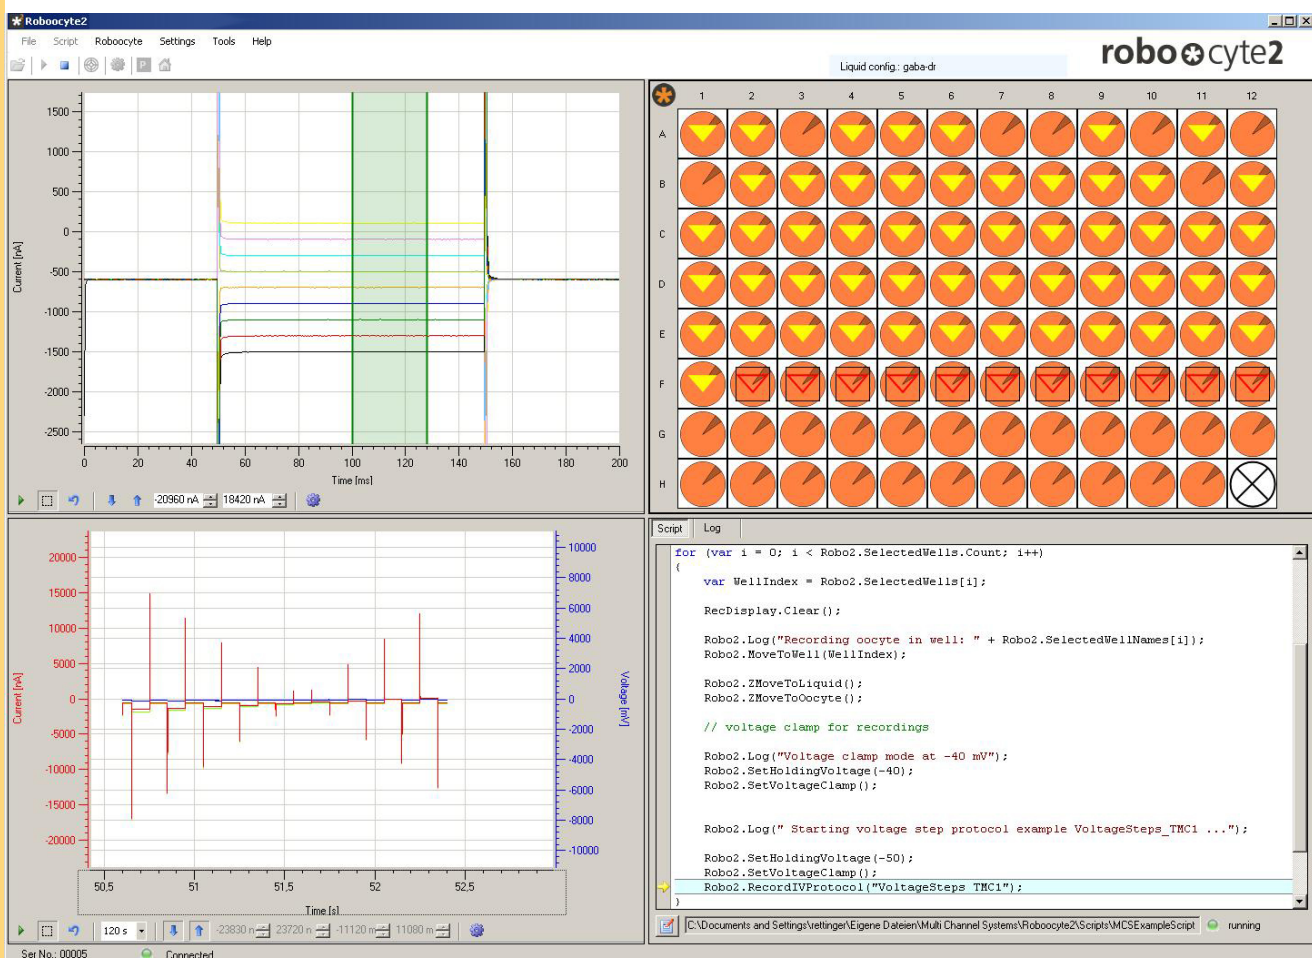 Roboocyte2
File Script Roboocyte Settings Tools Help
Liquid config.: gaba-dr
robo cyte2
1500
1000
500
0
-500
-1000
-1500
-2000
-2500
Current [nA]
0 20 40 60 80 100 120 140 160 180 200
Time [ms]
-20960 nA 18420 nA
1 2 3 4 5 6 7 8 9 10 11 12
A
B
C
D
E
F
G
H
20000
15000
10000
5000
0
-5000
-10000
-15000
-20000
Current [nA]
10000
8000
6000
4000
2000
0
-2000
-4000
-6000
-8000
-10000
Voltage [mV]
50,5 51 51,5 52 52,5
Time [s]
120 s -23830 n 23720 n -11120 m 11080 m
Script Log
for (var i = 0; i < Robo2.SelectedWells.Count; i++)
{
var WellIndex = Robo2.SelectedWells[i];
RecDisplay.Clear();
Robo2.Log("Recording oocyte in well: " + Robo2.SelectedWellNames[i]);
Robo2.MoveToWell(WellIndex);
Robo2.ZMoveToLiquid();
Robo2.ZMoveToOocyte();
// voltage clamp for recordings
Robo2.Log("Voltage clamp mode at -40 mV");
Robo2.SetHoldingVoltage(-40);
Robo2.SetVoltageClamp();
Robo2.Log(" Starting voltage step protocol example VoltageSteps_TMC1 ...");
Robo2.SetHoldingVoltage(-50);
Robo2.SetVoltageClamp();
Robo2.RecordIVProtocol("VoltageSteps TMC1");
}
C:\Documents and Settings\rettinger\Eigene Dateien\Multi Channel Systems\Roboocyte2\Scripts\MCSExampleScript running
Ser No.: 00005 Connected